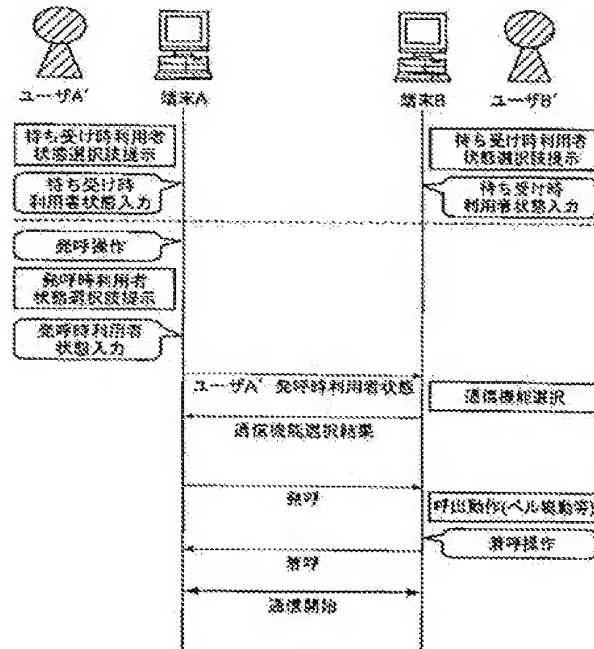 ユーザA'
端末A
端末B
ユーザB'
待ち受け時利用者
状態選択肢提示
待ち受け時利用者
状態選択肢提示
待ち受け時
利用者状態入力
待ち受け時
利用者状態入力
発呼操作
発呼時利用者
状態選択肢提示
発呼時利用者
状態入力
ユーザA' 発呼時利用者状態
通信機能選択
通信機能選択結果
発呼
呼出動作(ベル鳴動等)
着呼操作
着呼
通信開始